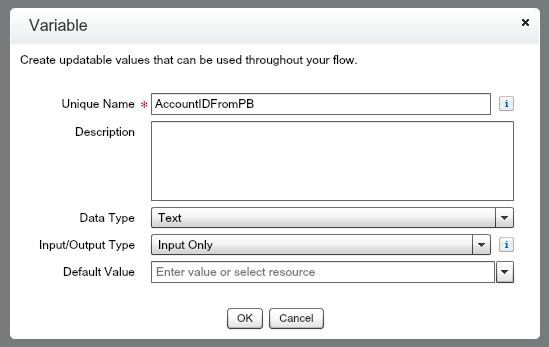 Variable
×
Create updatable values that can be used throughout your flow.
Unique Name * AccountIDFromPB i
Description
Data Type Text
Input/Output Type Input Only i
Default Value Enter value or select resource
OK Cancel